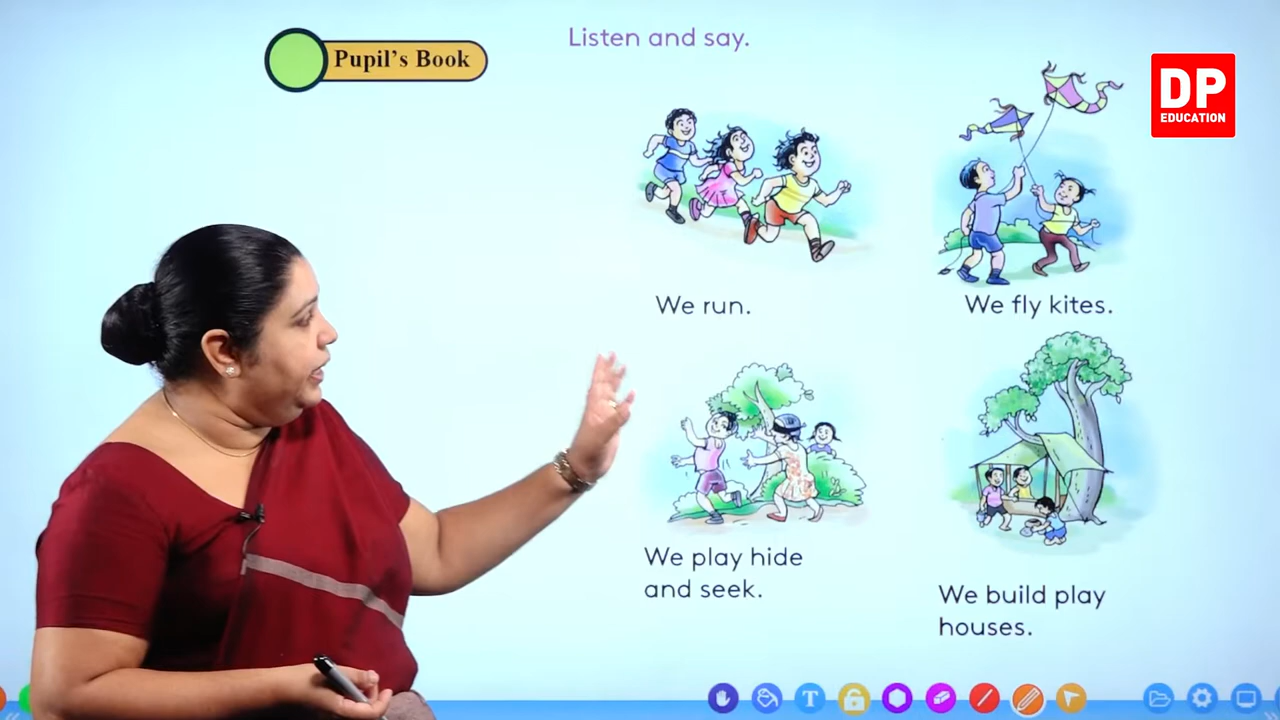 Listen and say.
Pupil's Book
DP
EDUCATION
We run.
We fly kites.
We play hide
and seek.
We build play
houses.
T